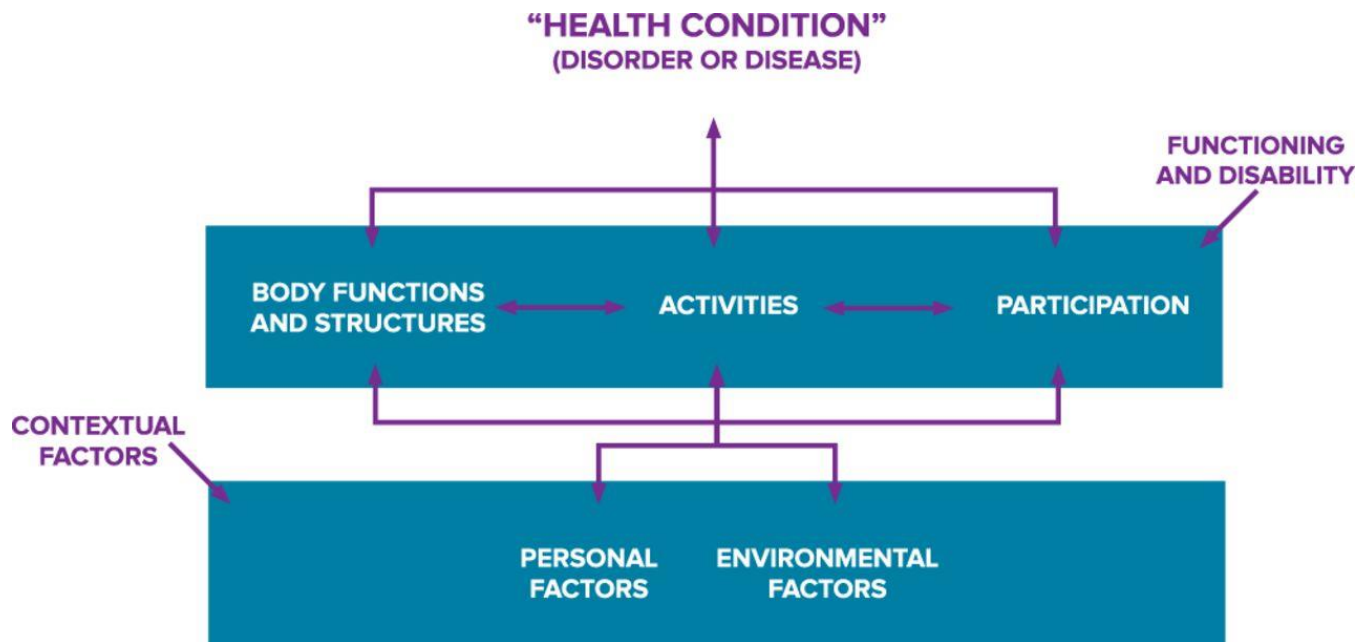 “HEALTH CONDITION”
(DISORDER OR DISEASE)
FUNCTIONING
AND DISABILITY
BODY FUNCTIONS
AND STRUCTURES
ACTIVITIES
PARTICIPATION
CONTEXTUAL
FACTORS
PERSONAL
FACTORS
ENVIRONMENTAL
FACTORS